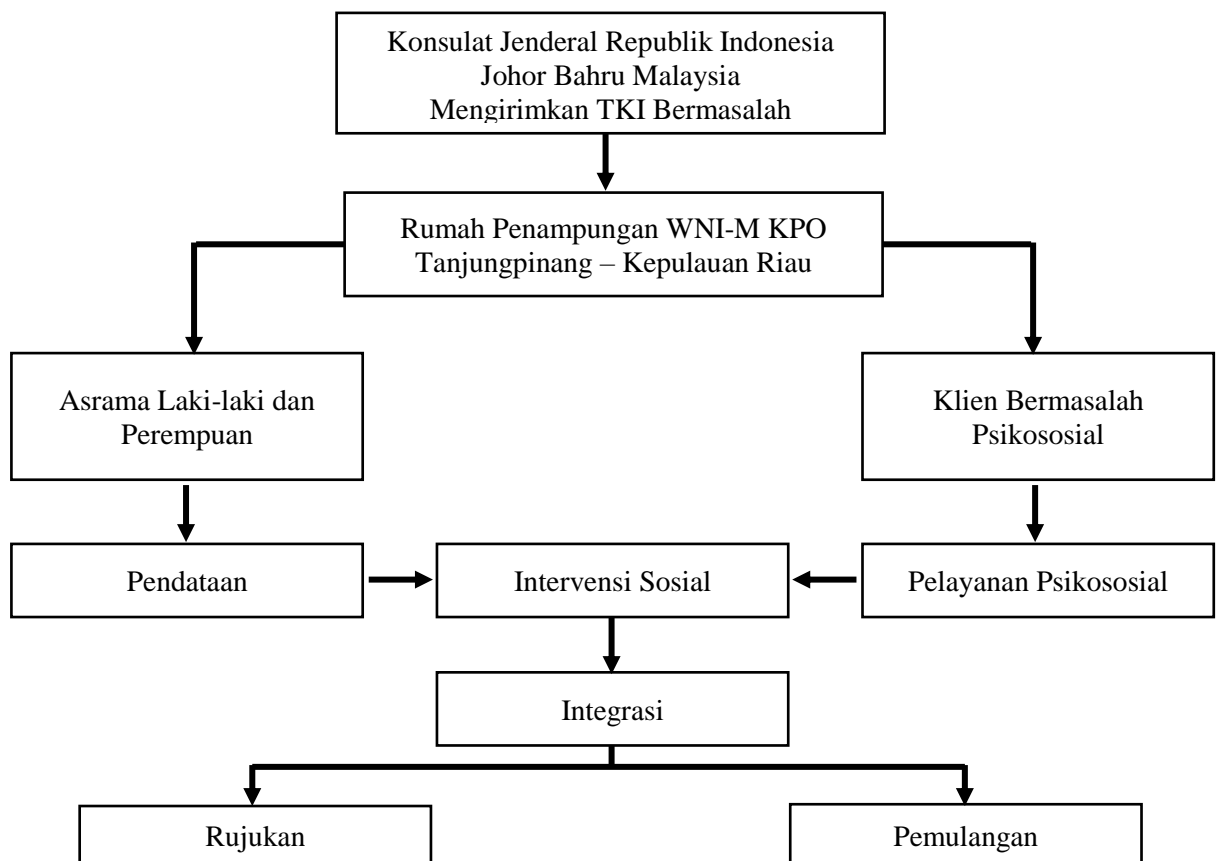 Konsulat Jenderal Republik Indonesia
Johor Bahru Malaysia
Mengirimkan TKI Bermasalah
Rumah Penampungan WNI-M KPO
Tanjungpinang – Kepulauan Riau
Asrama Laki-laki dan
Perempuan
Klien Bermasalah
Psikososial
Pendataan
Intervensi Sosial
Pelayanan Psikososial
Integrasi
Rujukan
Pemulangan